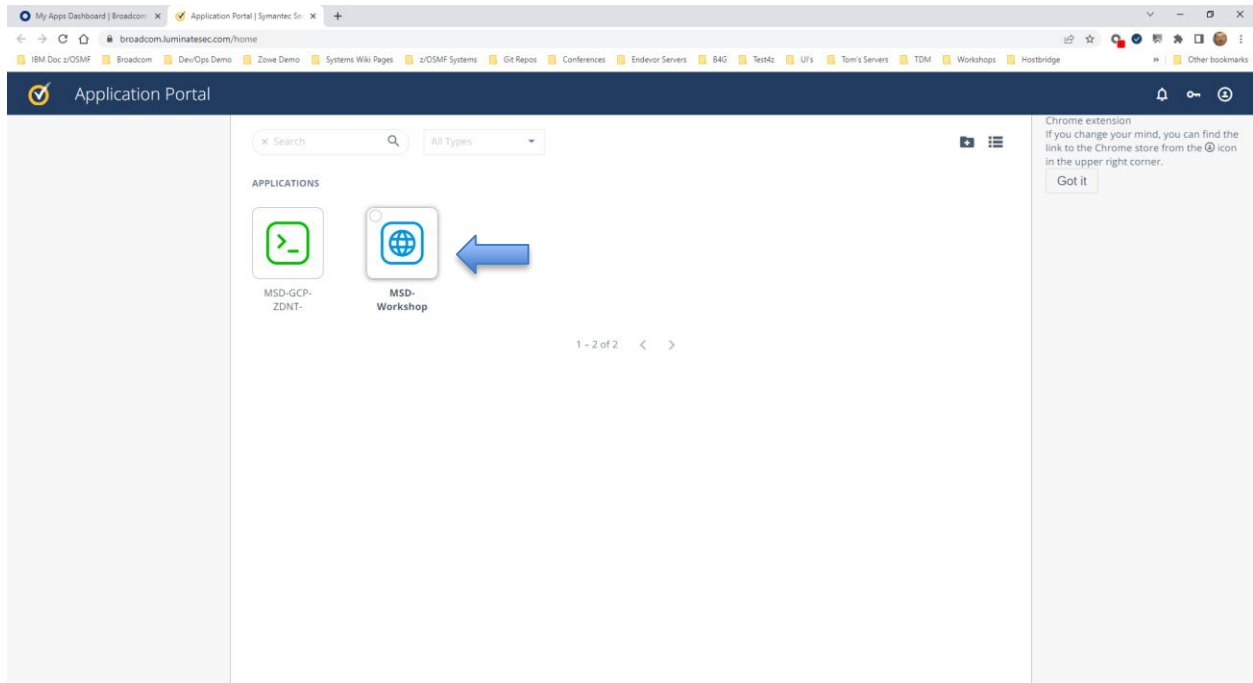 My Apps Dashboard | Broadcom
Application Portal | Symantec Se
broadcom.luminatesec.com/home
IBM Doc z/OSMF Broadcom Dev/Ops Demo Zowe Demo Systems Wiki Pages z/OSMF Systems Git Repos Conferences Endevor Servers B4G Test4z UI's Tom's Servers TDM Workshops Hostbridge » Other bookmarks
Application Portal
Chrome extension
If you change your mind, you can find the
link to the Chrome store from the icon
in the upper right corner.
Got it
Search All Types
APPLICATIONS
MSD-GCP-
ZDNT-
MSD-
Workshop
1 – 2 of 2